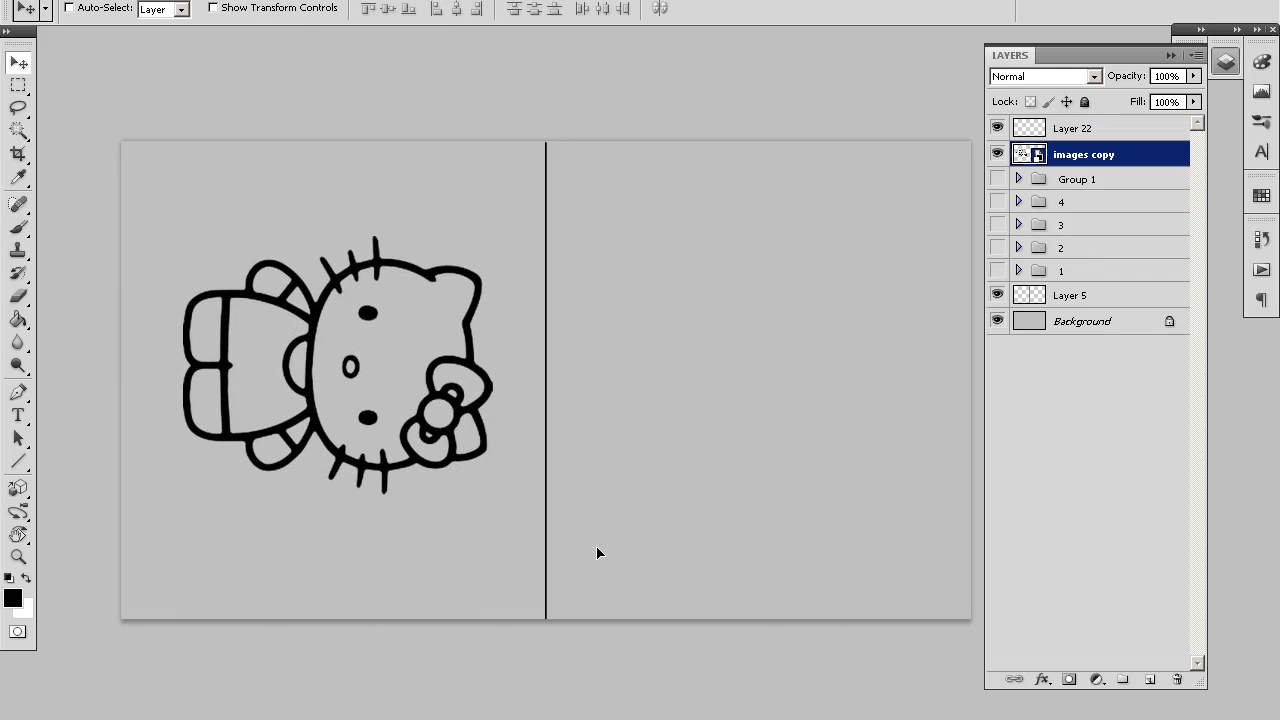 Auto-Select: Layer Show Transform Controls
LAYERS
Normal Opacity: 100%
Lock: Fill: 100%
Layer 22
images copy
Group 1
4
3
2
1
Layer 5
Background